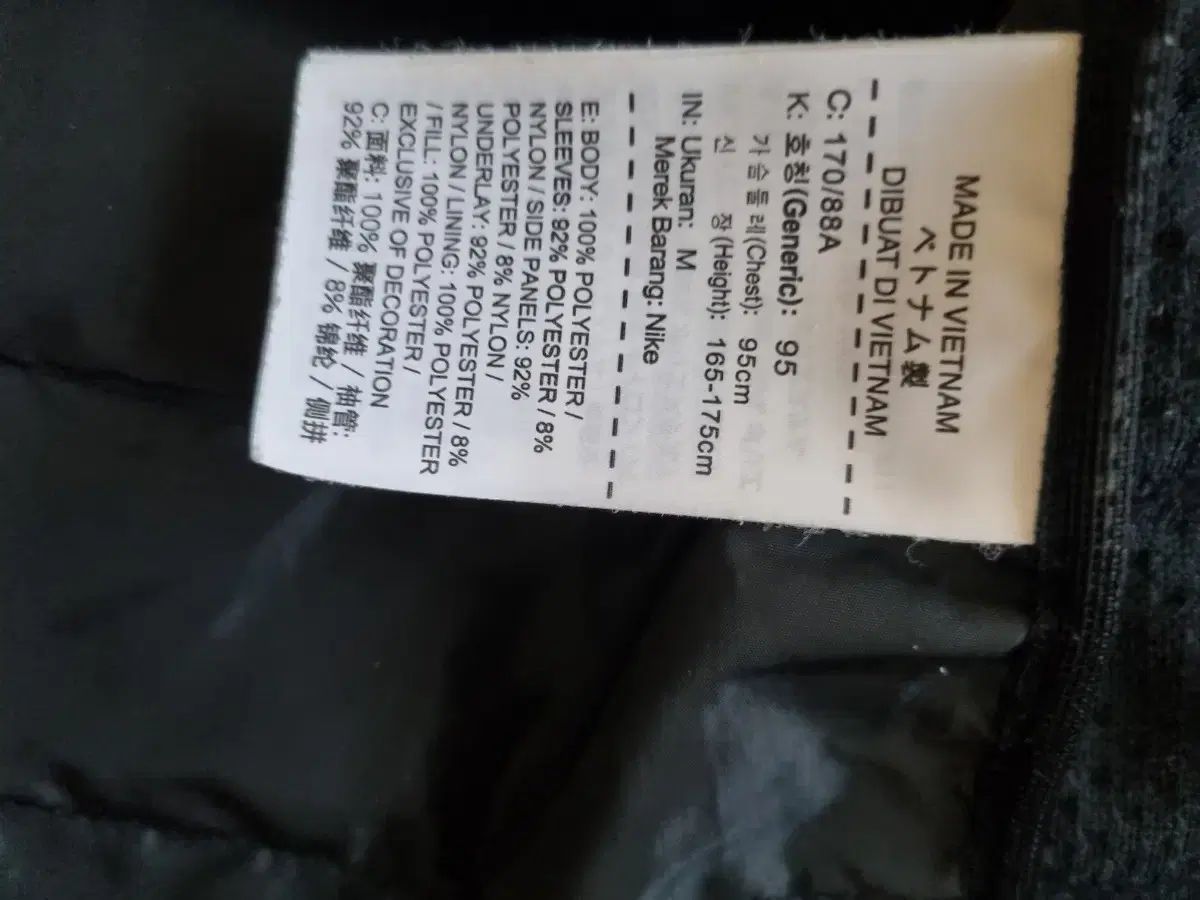 MADE IN VIETNAM
ベトナム製
DIBUAT DI VIETNAM
C: 170/88A
K: 호칭(Generic): 95
가슴둘레(Chest): 95cm
신 장(Height): 165-175cm
IN: Ukuran: M
Merek Barang: Nike
E: BODY: 100% POLYESTER /
SLEEVES: 92% POLYESTER / 8%
NYLON / SIDE PANELS: 92%
POLYESTER / 8% NYLON /
UNDERLAY: 92% POLYESTER / 8%
NYLON / LINING: 100% POLYESTER
/ FILL: 100% POLYESTER /
EXCLUSIVE OF DECORATION
C: 面料: 100% 聚酯纤维 / 袖管:
92% 聚酯纤维 / 8% 锦纶 / 侧拼